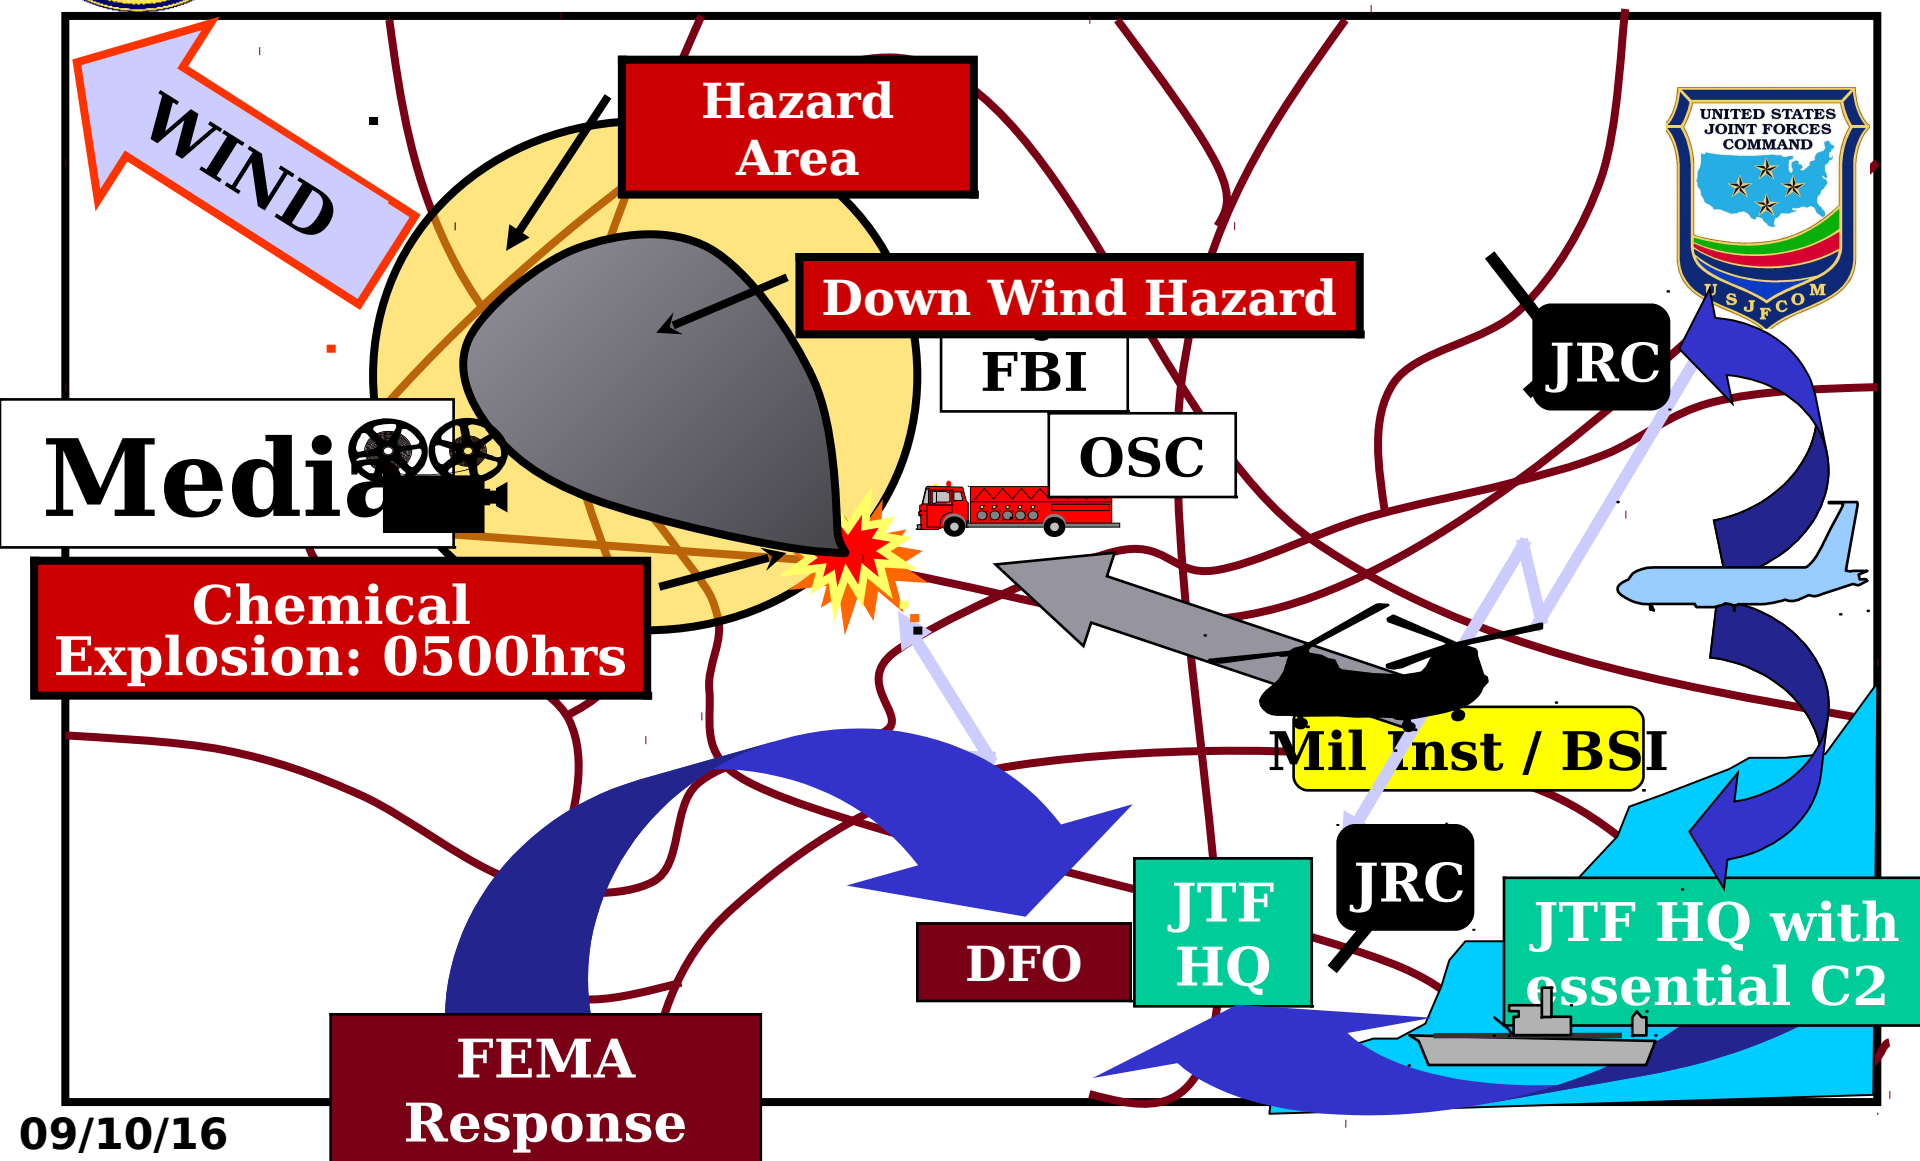 WIND
Hazard
Area
UNITED STATES
JOINT FORCES
COMMAND
USJFCOM
Down Wind Hazard
JRC
FBI
OSC
Media
Chemical
Explosion: 0500hrs
Mil Inst / BSI
JRC
JTF
HQ
JTF HQ with
essential C2
DFO
FEMA
Response
09/10/16